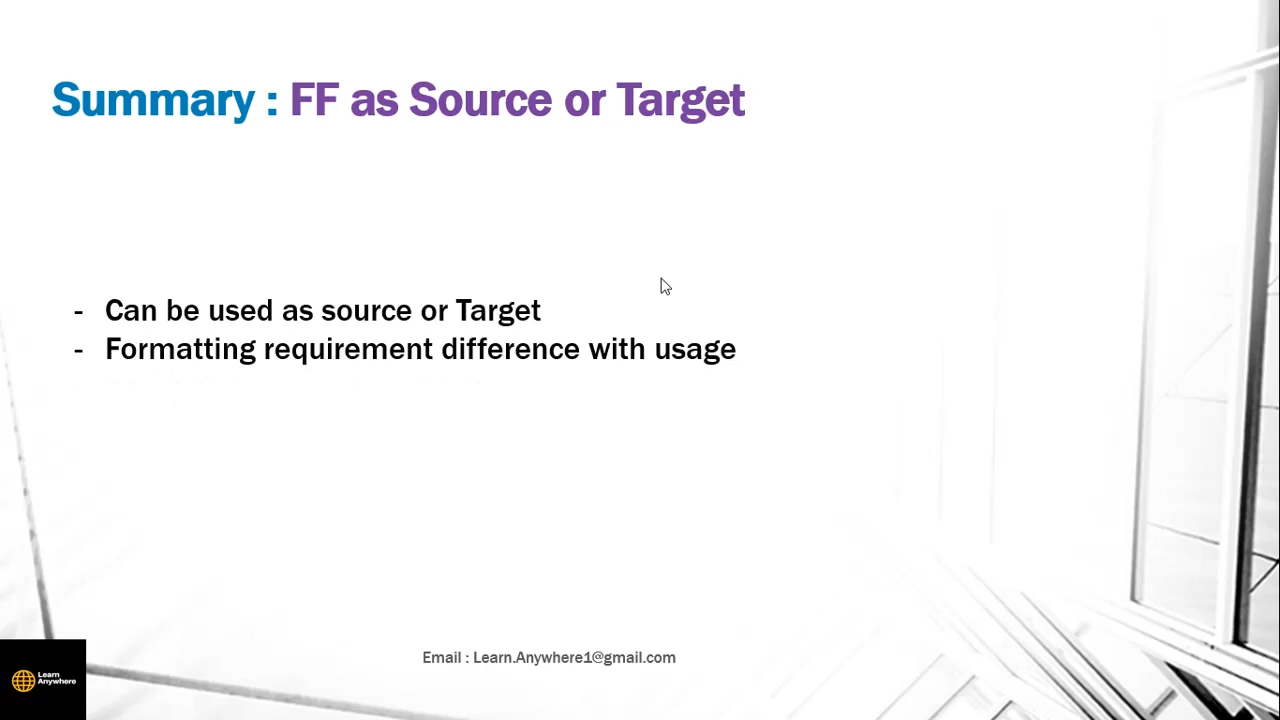 Summary : FF as Source or Target
- Can be used as source or Target
- Formatting requirement difference with usage
Email : Learn.Anywhere1@gmail.com
Learn
Anywhere